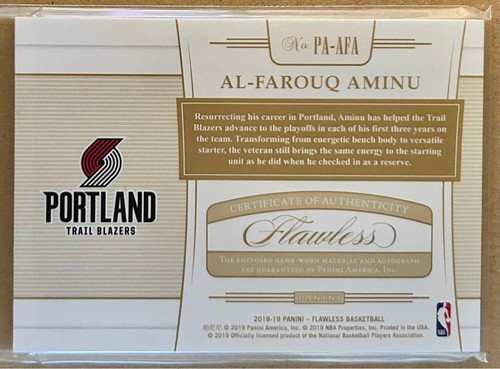 No. PA-AFA
AL-FAROUQ AMINU
Resurrecting his career in Portland, Aminu has helped the Trail
Blazers advance to the playoffs in each of his first three years on
the team. Transforming from energetic bench body to versatile
starter, the veteran still brings the same energy to the starting
unit as he did when he checked in as a reserve.
PORTLAND
TRAIL BLAZERS
CERTIFICATE OF AUTHENTICITY
Flawless
THE ENCLOSED GAME-WORN MATERIAL AND AUTOGRAPH
ARE GUARANTEED BY PANINI AMERICA, INC.
PANINI
2018-19 PANINI – FLAWLESS BASKETBALL
© 2019 Panini America, Inc. © 2019 NBA Properties, Inc. Printed in the USA.
© 2019 Officially licensed product of the National Basketball Players Association.
NBA